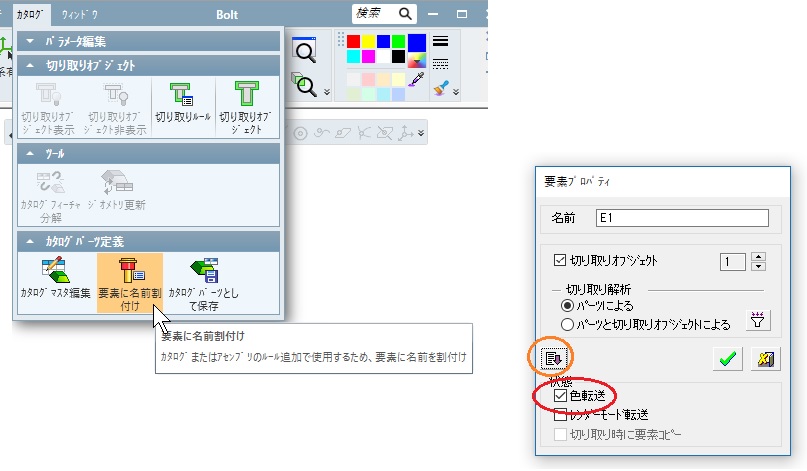 ｶﾀﾛｸﾞ ｳｨﾝﾄﾞｳ Bolt 検索
ﾊﾟﾗﾒｰﾀ編集
切り取りｵﾌﾞｼﾞｪｸﾄ
切り取りｵﾌﾞｼﾞｪｸﾄ表示
切り取りｵﾌﾞｼﾞｪｸﾄ非表示
切り取りﾙｰﾙ
切り取りｵﾌﾞｼﾞｪｸﾄ
ﾂｰﾙ
ｶﾀﾛｸﾞﾌｨｰﾁｬ分解
ｼﾞｵﾒﾄﾘ更新
ｶﾀﾛｸﾞﾊﾟｰﾂ定義
ｶﾀﾛｸﾞﾏｽﾀ編集
要素に名前割付け
ｶﾀﾛｸﾞﾊﾟｰﾂとして保存
要素に名前割付け
ｶﾀﾛｸﾞまたはｱｾﾝﾌﾞﾘのﾙｰﾙ追加で使用するため、要素に名前を割付け
要素ﾌﾟﾛﾊﾟﾃｨ
名前 E1
切り取りｵﾌﾞｼﾞｪｸﾄ 1
切り取り解析
ﾊﾟｰﾂによる
ﾊﾟｰﾂと切り取りｵﾌﾞｼﾞｪｸﾄによる
状態
色転送
ﾚﾝﾀﾞｰﾓｰﾄﾞ転送
切り取り時に要素ｺﾋﾟｰ